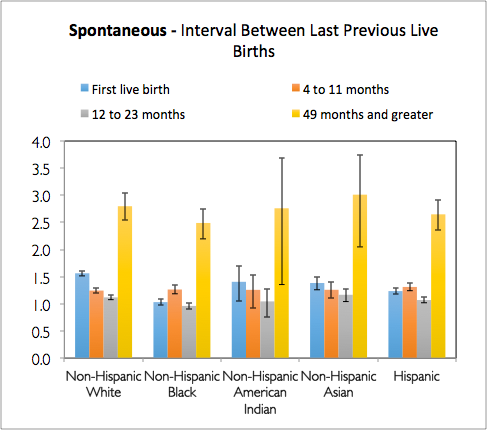 Spontaneous - Interval Between Last Previous Live
Births
First live birth
4 to 11 months
12 to 23 months
49 months and greater
4.0
3.5
3.0
2.5
2.0
1.5
1.0
0.5
0.0
Non-Hispanic White
Non-Hispanic Black
Non-Hispanic American Indian
Non-Hispanic Asian
Hispanic